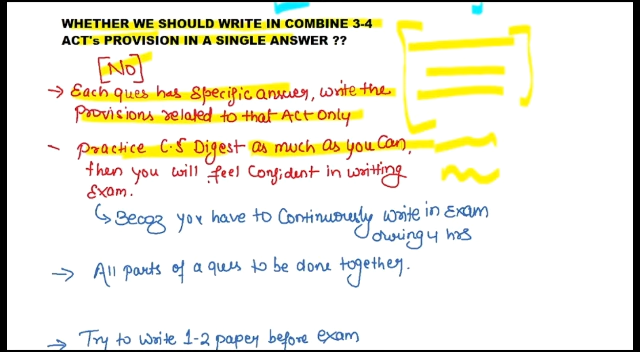 WHETHER WE SHOULD WRITE IN COMBINE 3-4
ACT's PROVISION IN A SINGLE ANSWER ??
[NO]
→ Each ques has specific answer, write the
provisions related to that Act only
- Practice C.S Digest as much as you can,
then you will feel confident in writting
Exam.
↳ Becoz you have to continuously write in Exam
during 4 hrs
→ All parts of a ques to be done together.
→ Try to write 1-2 paper before exam